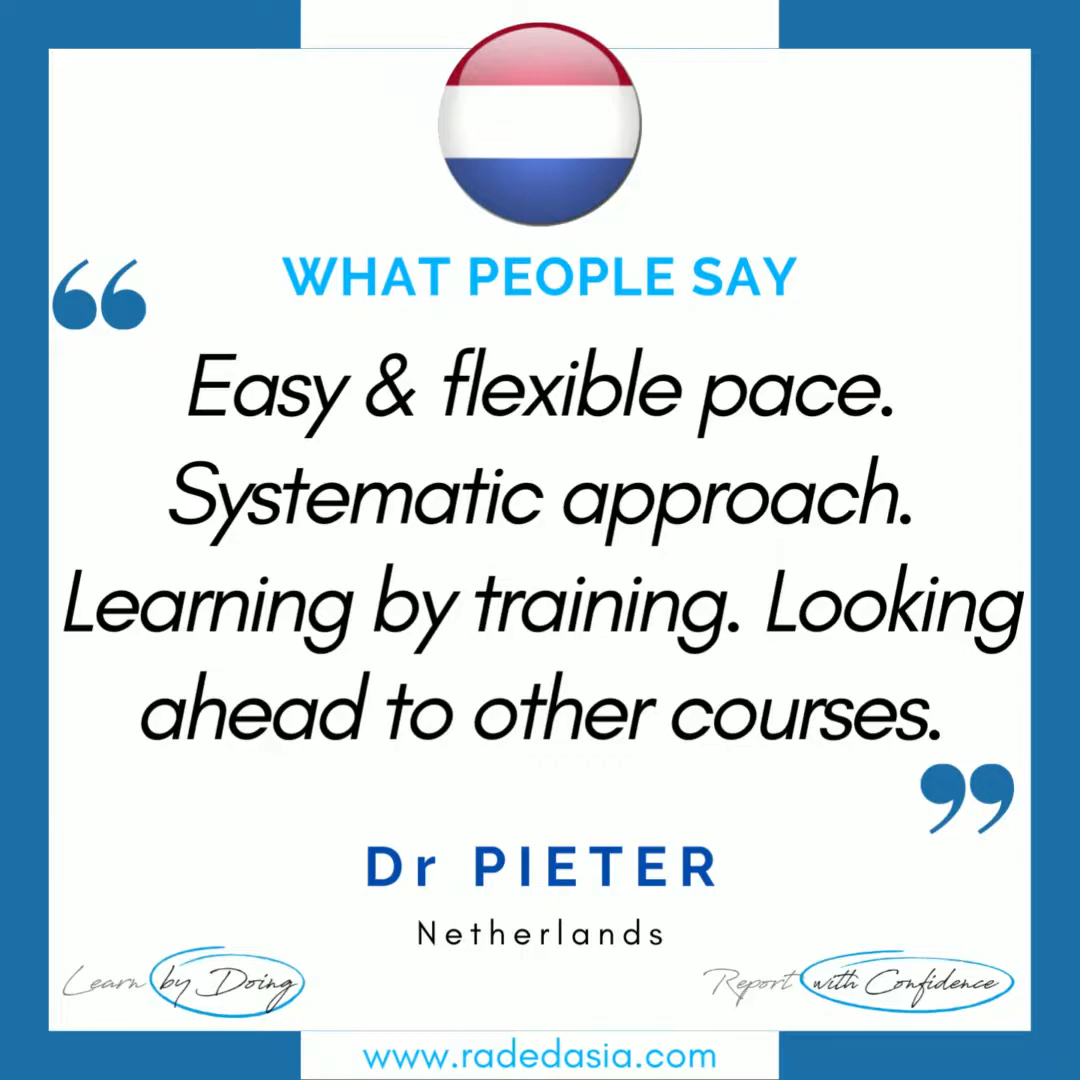 WHAT PEOPLE SAY
“
Easy & flexible pace.
Systematic approach.
Learning by training. Looking
ahead to other courses.
”
Dr PIETER
Netherlands
Learn by Doing
Report with Confidence
www.radedasia.com